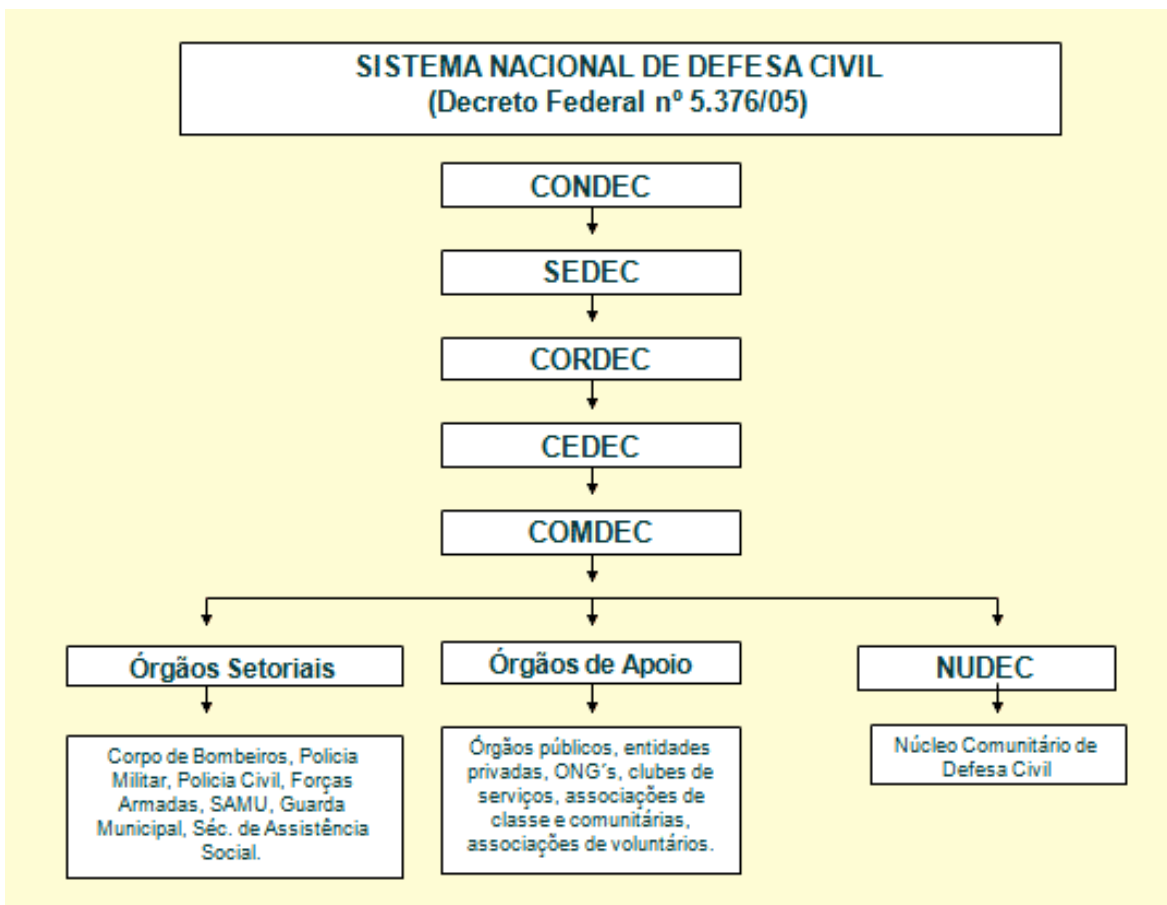 SISTEMA NACIONAL DE DEFESA CIVIL
(Decreto Federal nº 5.376/05)
CONDEC
SEDEC
CORDEC
CEDEC
COMDEC
Órgãos Setoriais
Órgãos de Apoio
NUDEC
Corpo de Bombeiros, Policia
Militar, Policia Civil, Forças
Armadas, SAMU, Guarda
Municipal, Séc. de Assistência
Social.
Órgãos públicos, entidades
privadas, ONG´s, clubes de
serviços, associações de
classe e comunitárias,
associações de voluntários.
Núcleo Comunitário de
Defesa Civil